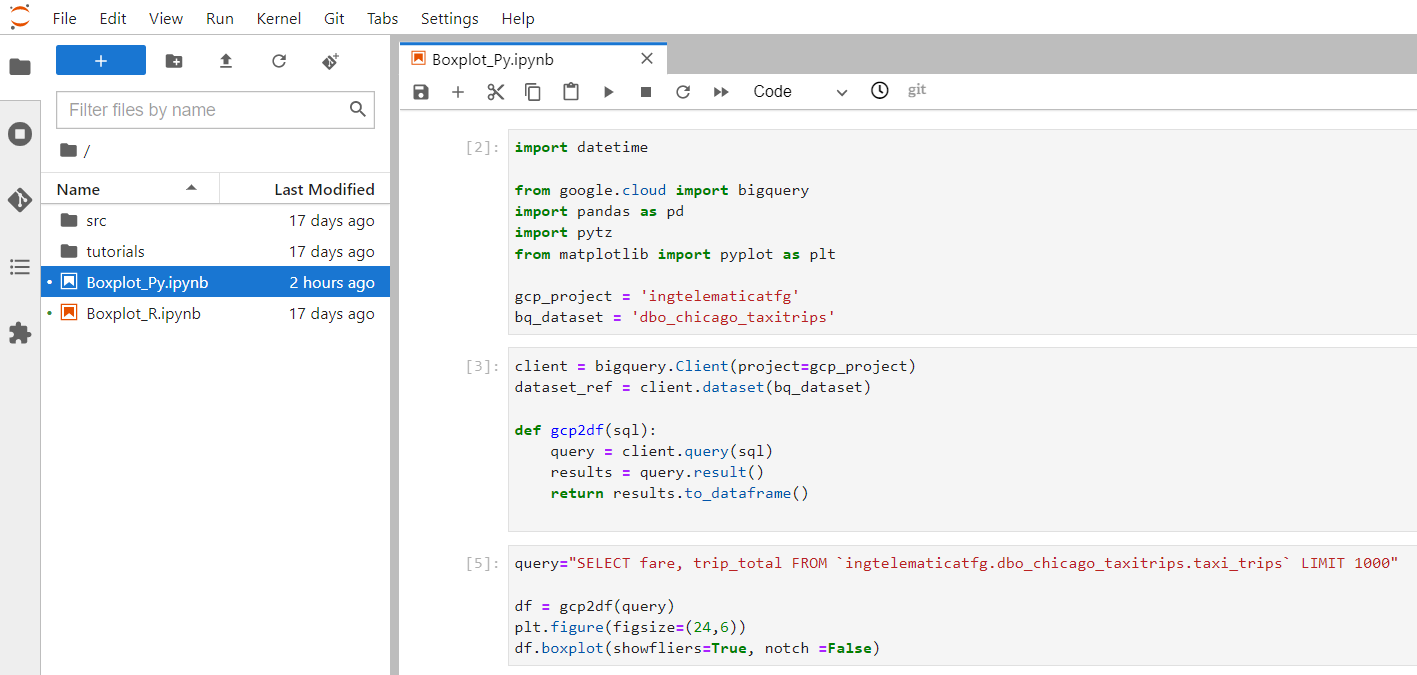 File Edit View Run Kernel Git Tabs Settings Help
+
Filter files by name
/
Name Last Modified
src 17 days ago
tutorials 17 days ago
Boxplot_Py.ipynb 2 hours ago
Boxplot_R.ipynb 17 days ago
Boxplot_Py.ipynb
Code git
[2]:
import datetime
from google.cloud import bigquery
import pandas as pd
import pytz
from matplotlib import pyplot as plt
gcp_project = 'ingtelematicatfg'
bq_dataset = 'dbo_chicago_taxitrips'
[3]:
client = bigquery.Client(project=gcp_project)
dataset_ref = client.dataset(bq_dataset)
def gcp2df(sql):
    query = client.query(sql)
    results = query.result()
    return results.to_dataframe()
[5]:
query="SELECT fare, trip_total FROM `ingtelematicatfg.dbo_chicago_taxitrips.taxi_trips` LIMIT 1000"
df = gcp2df(query)
plt.figure(figsize=(24,6))
df.boxplot(showfliers=True, notch =False)